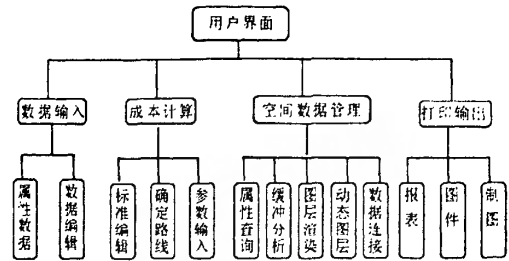 用户界面
数据输入
成本计算
空间数据管理
打印输出
属性数据
数据编辑
标准编辑
确定路线
参数输入
属性查询
缓冲分析
图层渲染
动态图层
数据连接
报表
图件
制图